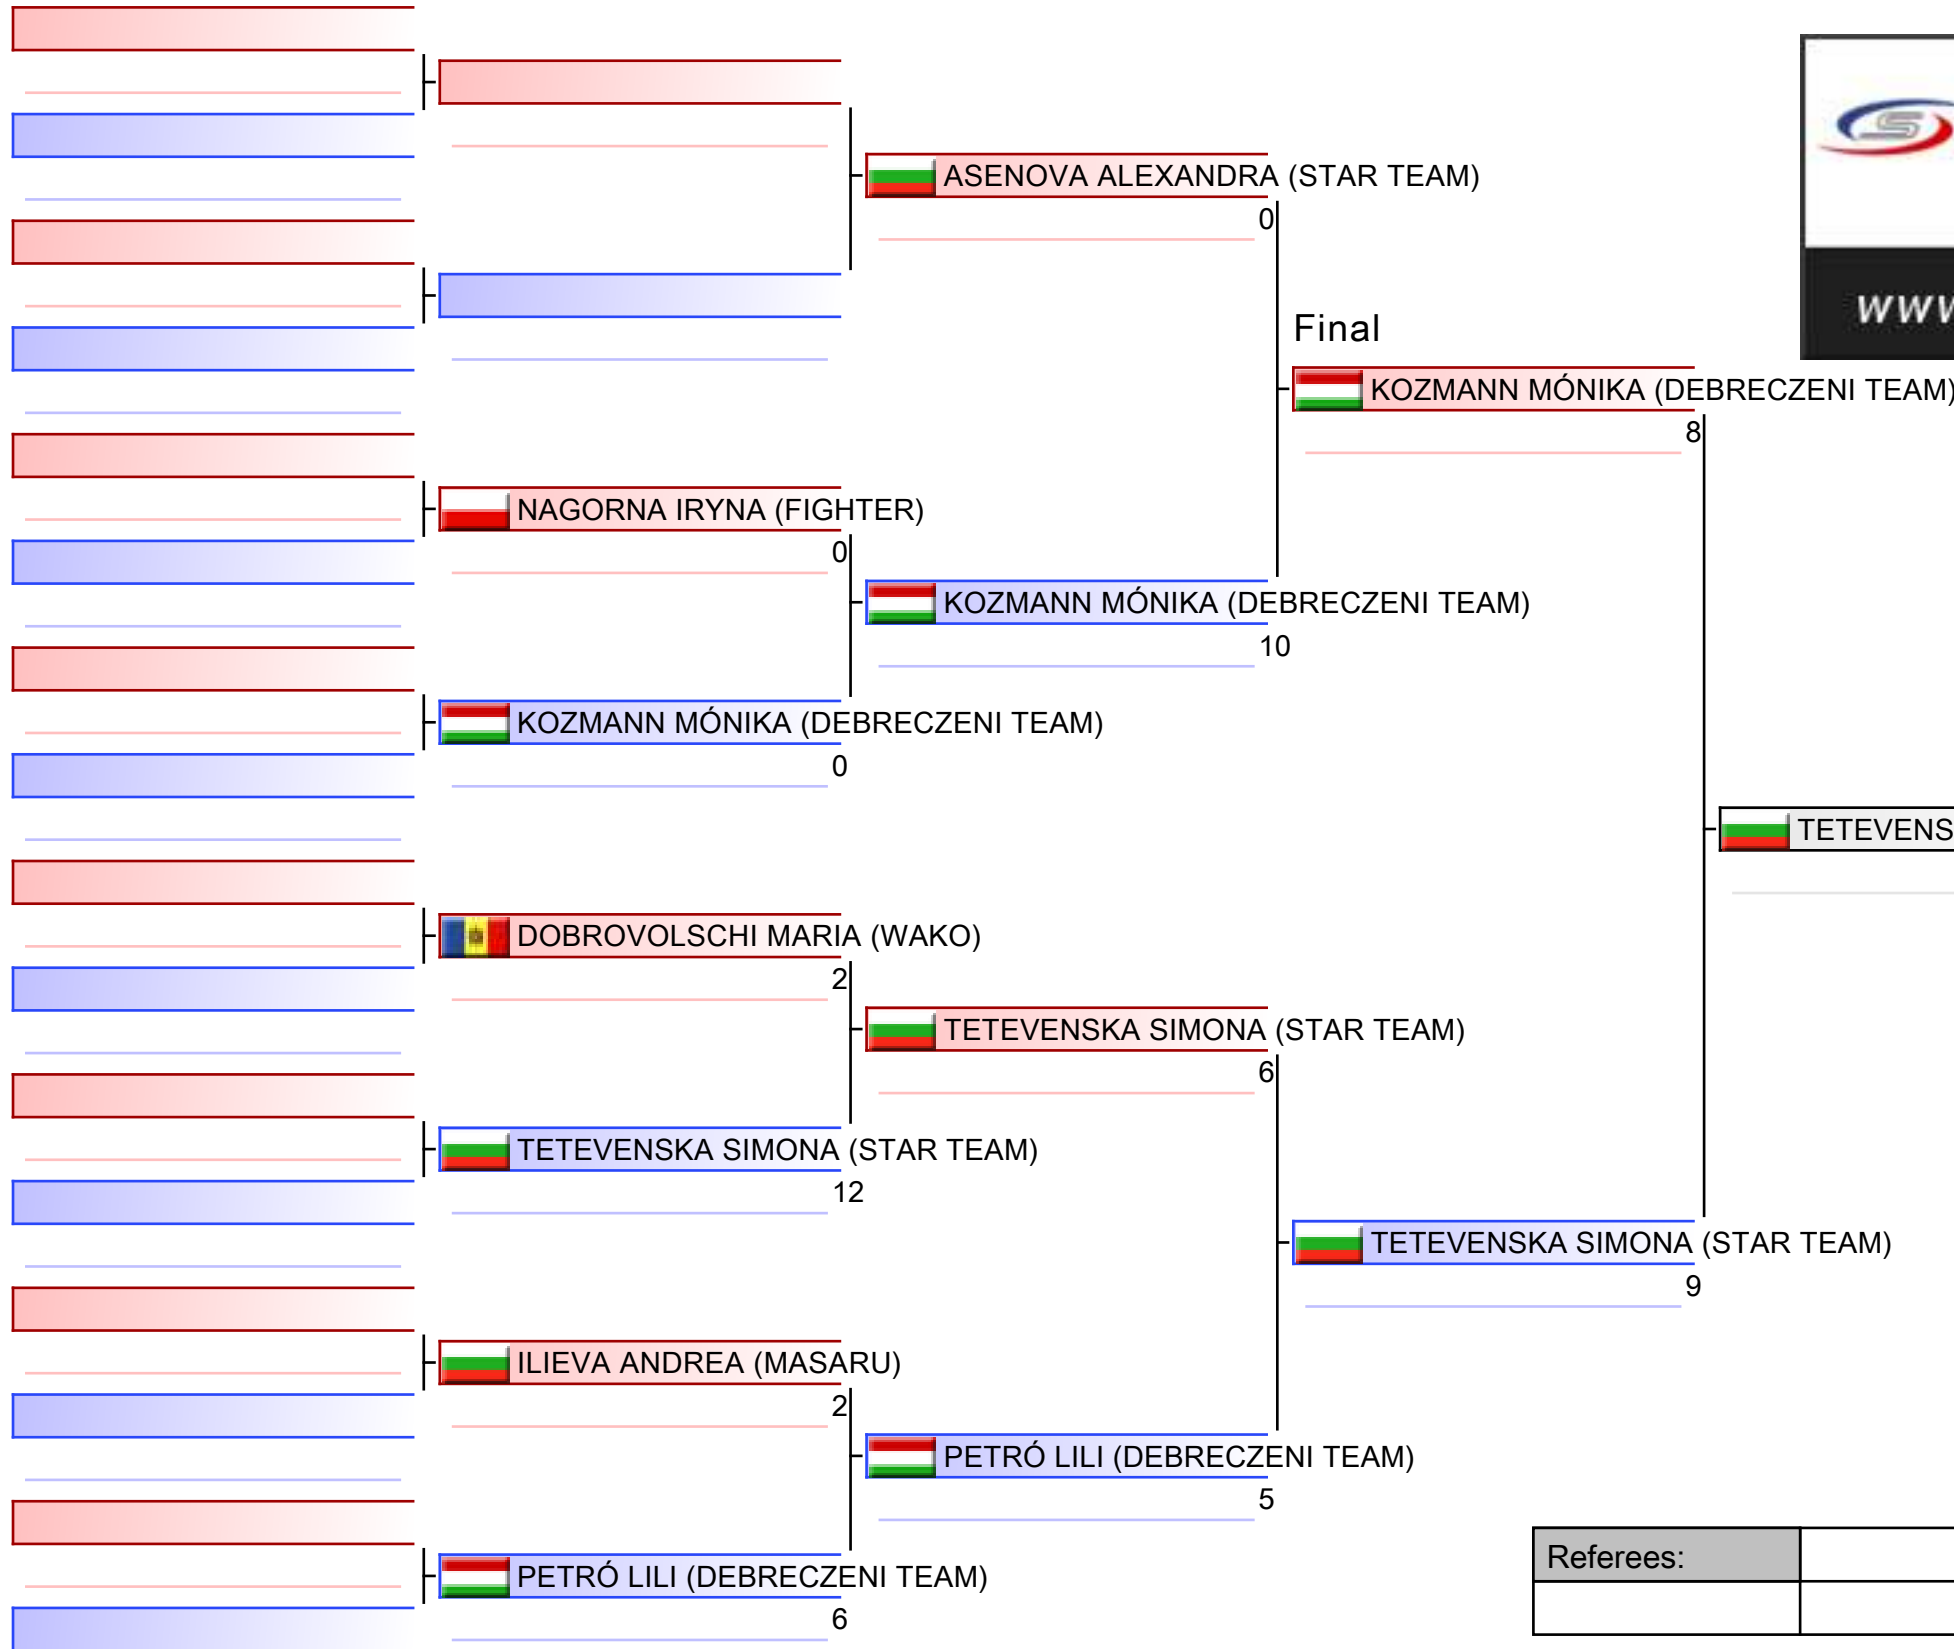 ASENOVA ALEXANDRA (STAR TEAM)
0
Final
KOZMANN MÓNIKA (DEBRECZENI TEAM)
8
NAGORNA IRYNA (FIGHTER)
0
KOZMANN MÓNIKA (DEBRECZENI TEAM)
10
KOZMANN MÓNIKA (DEBRECZENI TEAM)
0
TETEVENS
DOBROVOLSCHI MARIA (WAKO)
2
TETEVENSKA SIMONA (STAR TEAM)
6
TETEVENSKA SIMONA (STAR TEAM)
12
TETEVENSKA SIMONA (STAR TEAM)
9
ILIEVA ANDREA (MASARU)
2
PETRÓ LILI (DEBRECZENI TEAM)
5
PETRÓ LILI (DEBRECZENI TEAM)
6
Referees: